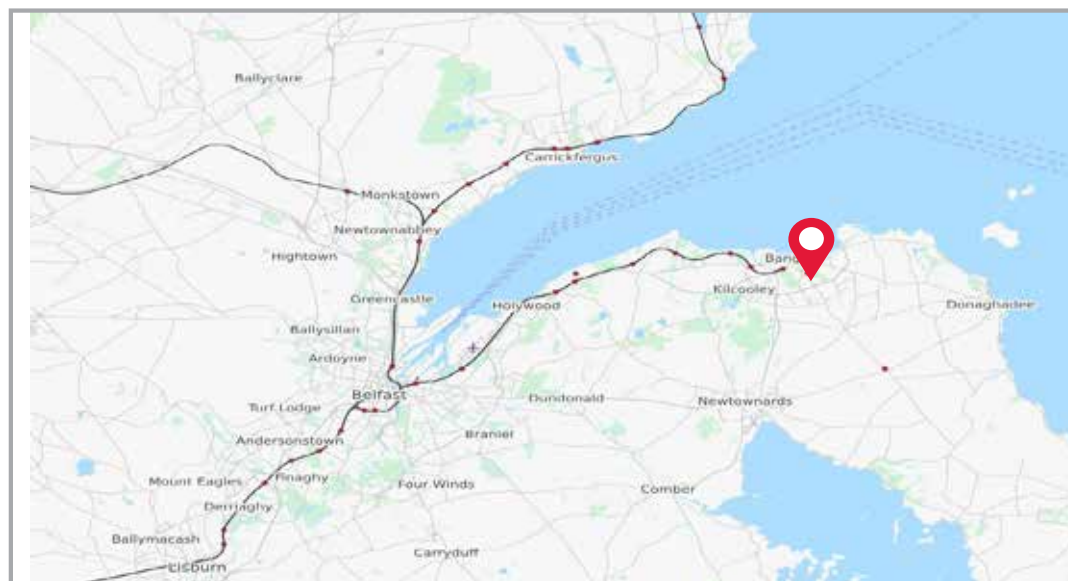 Ballyclare
Carrickfergus
Monkstown
Newtownabbey
Hightown
Kilcooley
Greencastle
Holywood
Donaghadee
Ballysillan
Ardoyne
Belfast
Dundonald
Newtownards
Turf Lodge
Andersonstown
Braniel
Mount Eagles
Finaghy
Four Winds
Comber
Derriaghy
Ballymacash
Carryduff
Lisburn